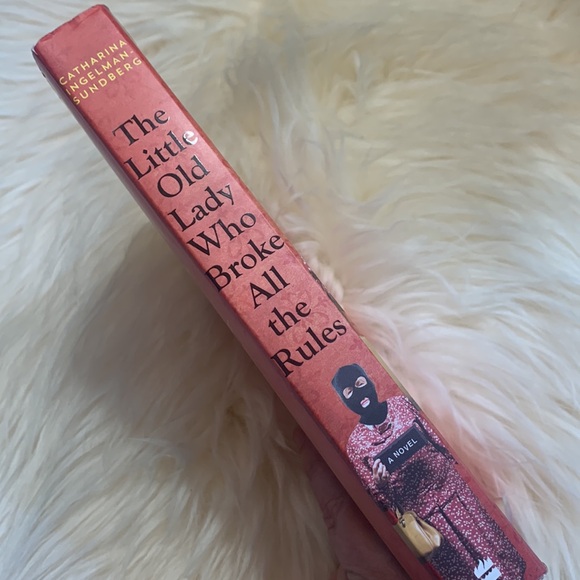 CATHARINA
INGELMAN-
SUNDBERG
The
Little
Old
Lady
Who
Broke
All
the
Rules
A NOVEL